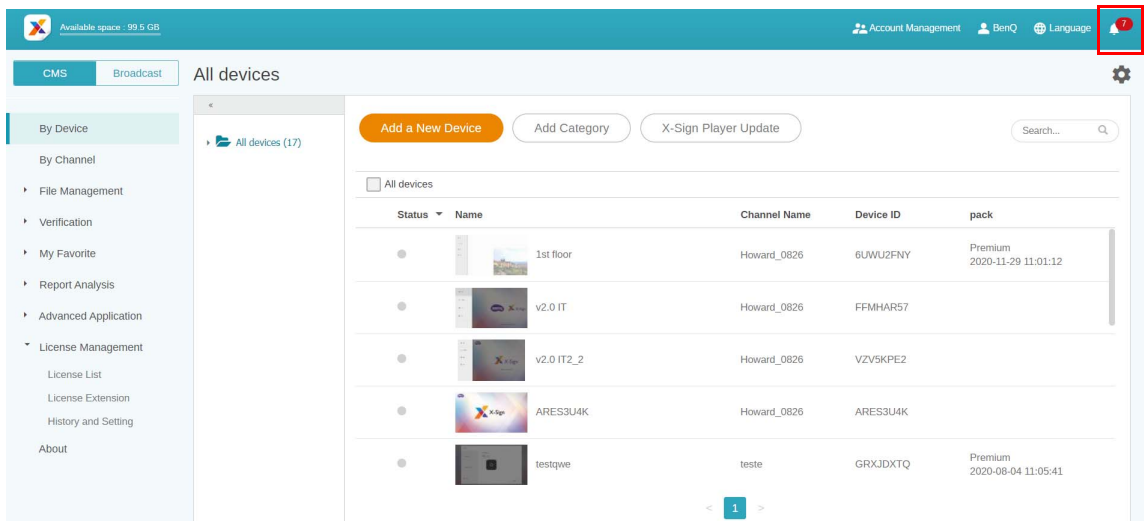 Available space : 99.5 GB
Account Management
BenQ
Language
7
CMS
Broadcast
All devices
«
By Device
By Channel
File Management
Verification
My Favorite
Report Analysis
Advanced Application
License Management
License List
License Extension
History and Setting
About
All devices (17)
Add a New Device
Add Category
X-Sign Player Update
Search...
All devices
Status Name Channel Name Device ID pack
1st floor Howard_0826 6UWU2FNY Premium
2020-11-29 11:01:12
v2.0 IT Howard_0826 FFMHAR57
v2.0 IT2_2 Howard_0826 VZV5KPE2
X-Sign
ARES3U4K Howard_0826 ARES3U4K
testqwe teste GRXJDXTQ Premium
2020-08-04 11:05:41
< 1 >